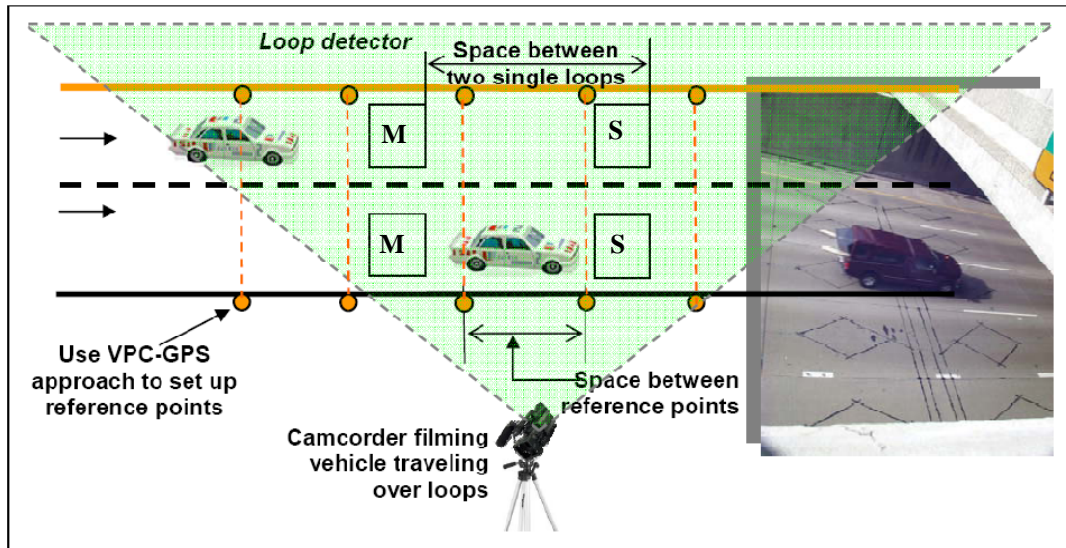 Loop detector
Space between
two single loops
M
S
M
S
Use VPC-GPS
approach to set up
reference points
Space between
reference points
Camcorder filming
vehicle traveling
over loops